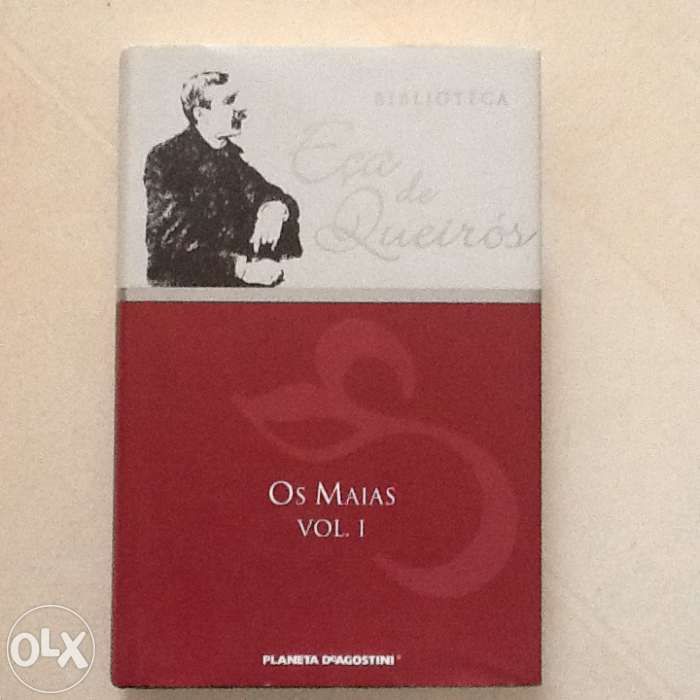 BIBLIOTECA
Eça
de
Queirós
OS MAIAS
VOL. I
PLANETA DEAGOSTINI®
OLX